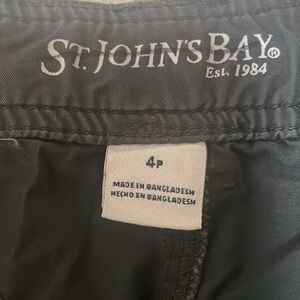 ST. JOHN'S BAY®
Est. 1984
4P
MADE IN BANGLADESH
HECHO EN BANGLADESH